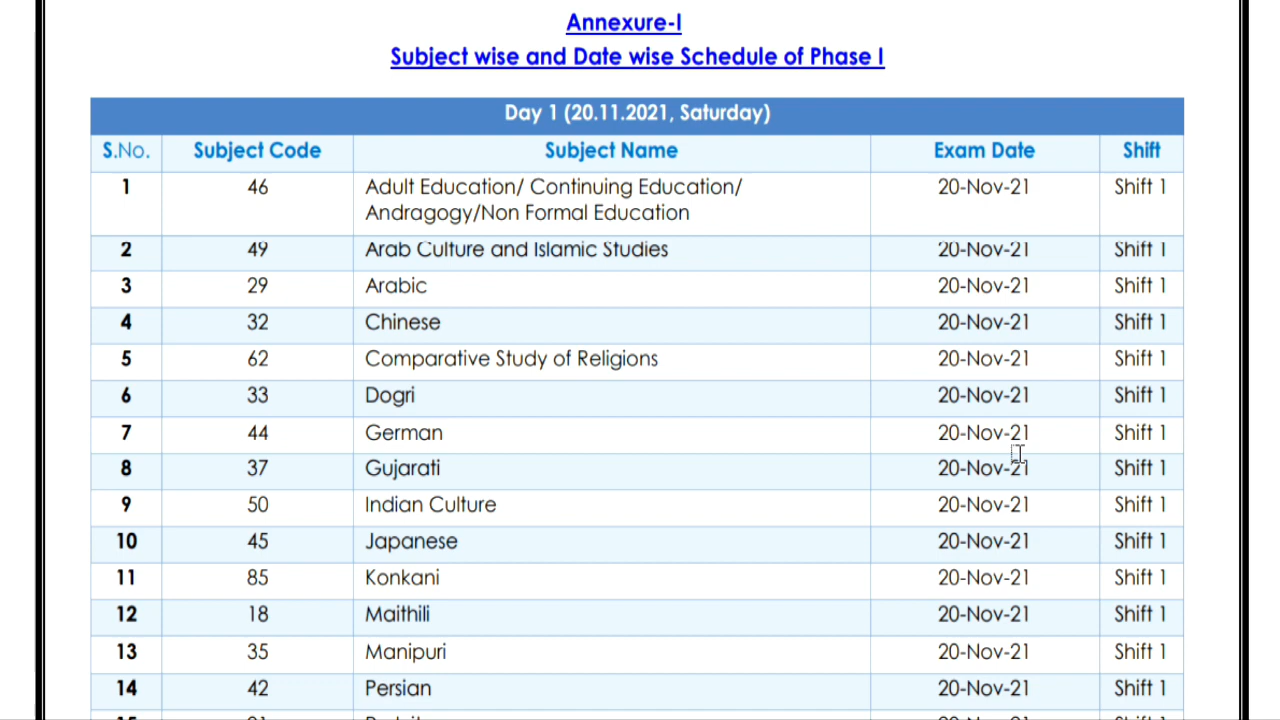 Annexure-I
Subject wise and Date wise Schedule of Phase I
Day 1 (20.11.2021, Saturday)
S.No. Subject Code Subject Name Exam Date Shift
1 46 Adult Education/ Continuing Education/ 20-Nov-21 Shift 1
Andragogy/Non Formal Education
2 49 Arab Culture and Islamic Studies 20-Nov-21 Shift 1
3 29 Arabic 20-Nov-21 Shift 1
4 32 Chinese 20-Nov-21 Shift 1
5 62 Comparative Study of Religions 20-Nov-21 Shift 1
6 33 Dogri 20-Nov-21 Shift 1
7 44 German 20-Nov-21 Shift 1
8 37 Gujarati 20-Nov-21 Shift 1
9 50 Indian Culture 20-Nov-21 Shift 1
10 45 Japanese 20-Nov-21 Shift 1
11 85 Konkani 20-Nov-21 Shift 1
12 18 Maithili 20-Nov-21 Shift 1
13 35 Manipuri 20-Nov-21 Shift 1
14 42 Persian 20-Nov-21 Shift 1